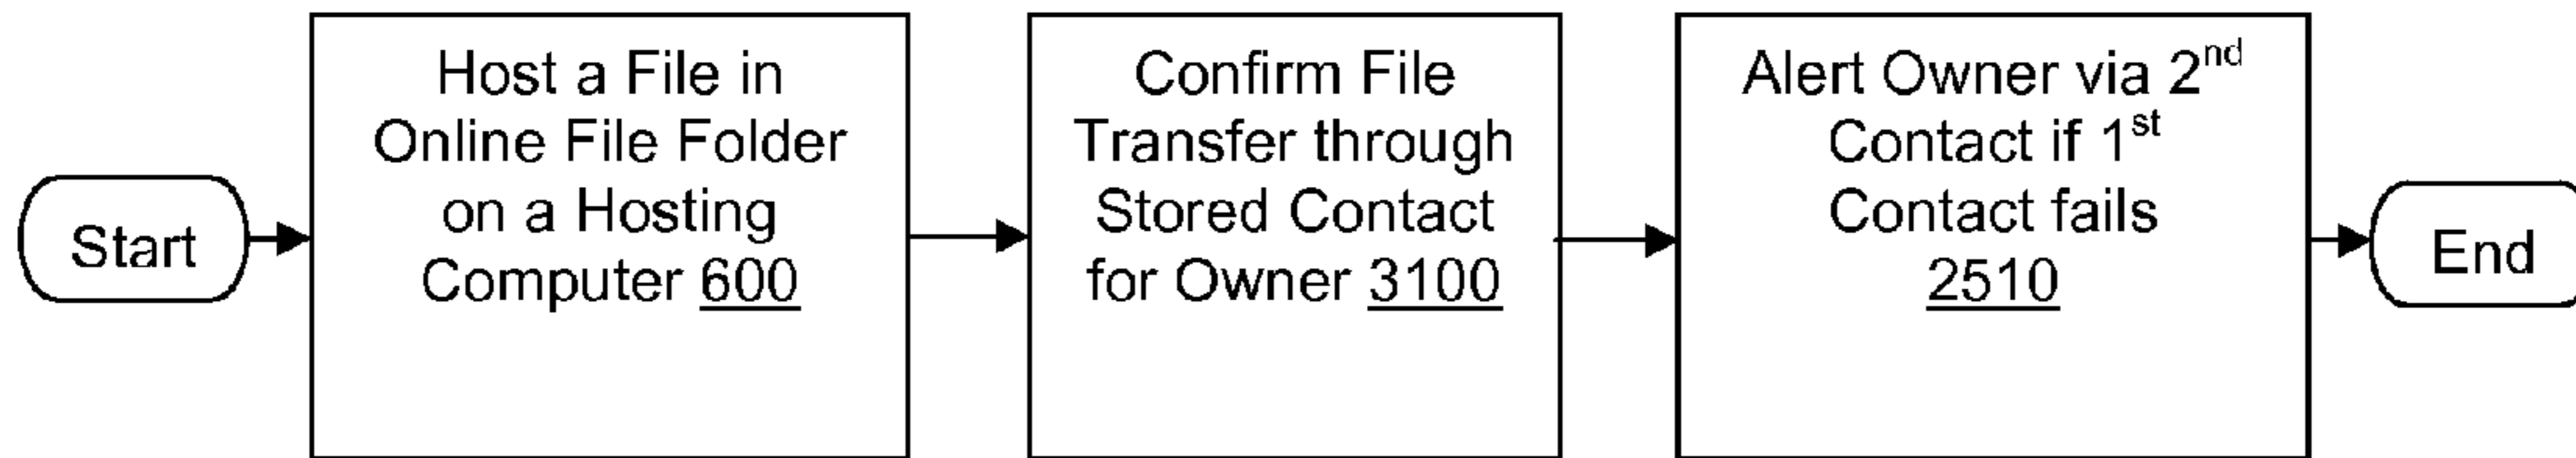 Start
Host a File in
Online File Folder
on a Hosting
Computer 600
Confirm File
Transfer through
Stored Contact
for Owner 3100
Alert Owner via 2nd
Contact if 1st
Contact fails
2510
End